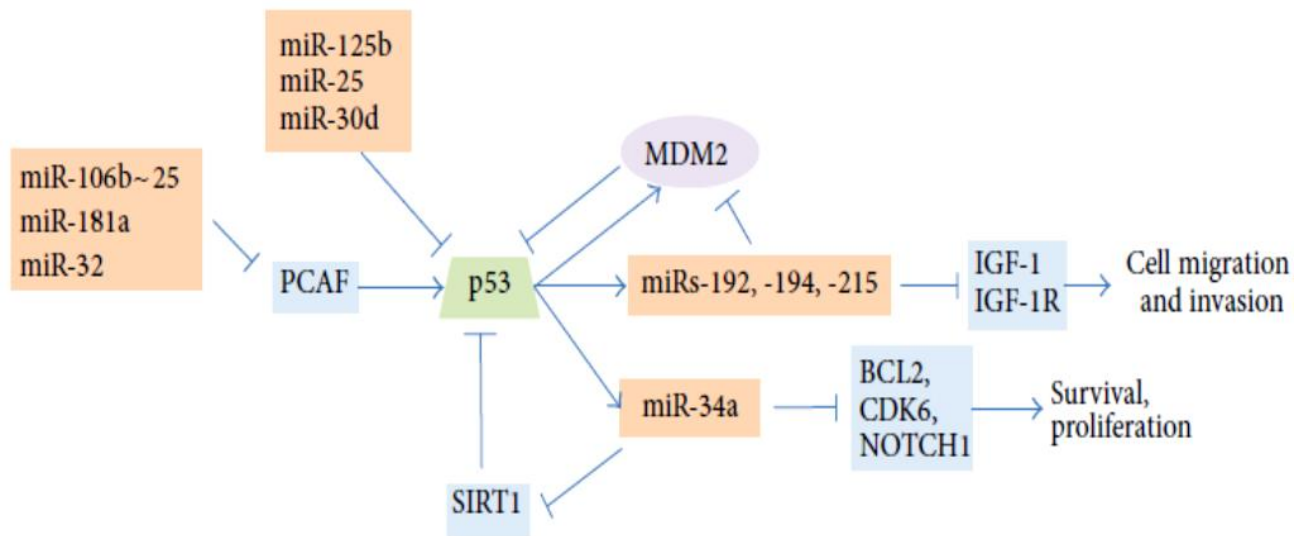 miR-125b
miR-25
miR-30d
miR-106b~25
miR-181a
miR-32
MDM2
PCAF
p53
miRs-192, -194, -215
IGF-1
IGF-1R
Cell migration
and invasion
miR-34a
BCL2,
CDK6,
NOTCH1
Survival,
proliferation
SIRT1